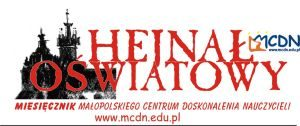 HEJNAŁ
MCDN
www.mcdn.edu.pl
OŚWIATOWY
MIESIĘCZNIK MAŁOPOLSKIEGO CENTRUM DOSKONALENIA NAUCZYCIELI
www.mcdn.edu.pl